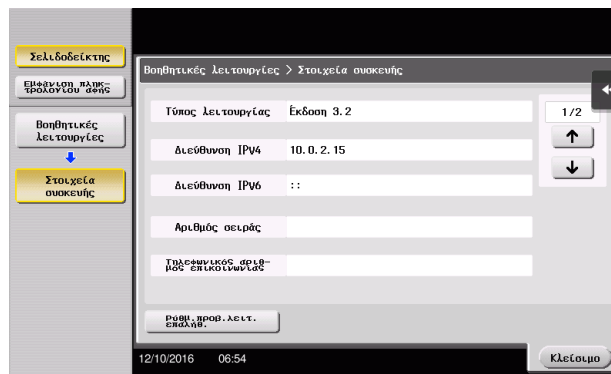 Σελιδοδείκτης
Εμφάνιση πληκ-
τρολογίου αφής
Βοηθητικές
λειτουργίες
Στοιχεία
συσκευής
Βοηθητικές λειτουργίες > Στοιχεία συσκευής
Τύπος λειτουργίας Έκδοση 3.2
1/2
Διεύθυνση IPV4 10.0.2.15
Διεύθυνση IPV6 ::
Αριθμός σειράς
Τηλεφωνικός αριθ-
μός επικοινωνίας
Ρύθμ.προβ.λειτ.
επαλήθ.
12/10/2016 06:54
Κλείσιμο